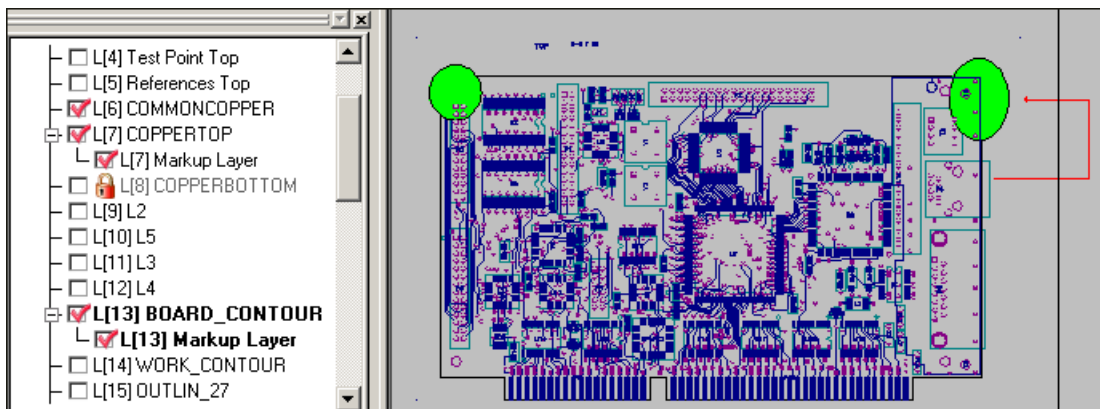 L[4] Test Point Top
L[5] References Top
L[6] COMMONCOPPER
L[7] COPPERTOP
L[7] Markup Layer
L[8] COPPERBOTTOM
L[9] L2
L[10] L5
L[11] L3
L[12] L4
L[13] BOARD_CONTOUR
L[13] Markup Layer
L[14] WORK_CONTOUR
L[15] OUTLIN_27
TOP